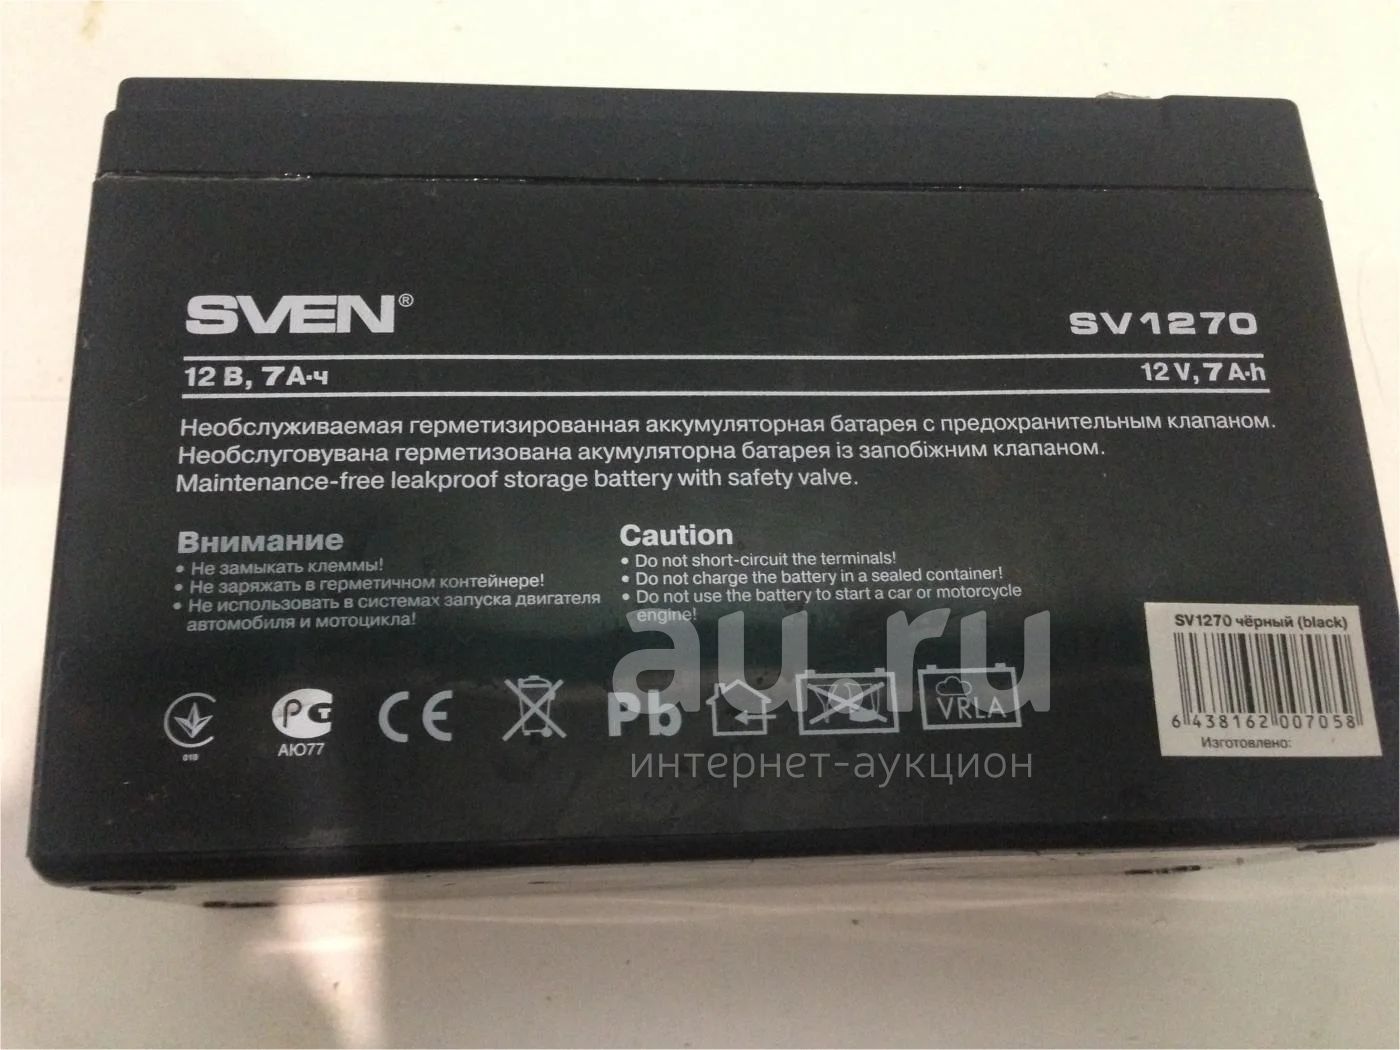 SVEN®
SV1270
12 В, 7А·ч
12 V, 7 A·h
Необслуживаемая герметизированная аккумуляторная батарея с предохранительным клапаном.
Необслуговувана герметизована акумуляторна батарея із запобіжним клапаном.
Maintenance-free leakproof storage battery with safety valve.
Внимание
• Не замыкать клеммы!
• Не заряжать в герметичном контейнере!
• Не использовать в системах запуска двигателя
автомобиля и мотоцикла!
Caution
• Do not short-circuit the terminals!
• Do not charge the battery in a sealed container!
• Do not use the battery to start a car or motorcycle
engine!
au.ru
интернет-аукцион
010
РСТ
АЮ77
CE
Pb
VRLA
SV1270 чёрный (black)
6 438162 007058
Изготовлено: